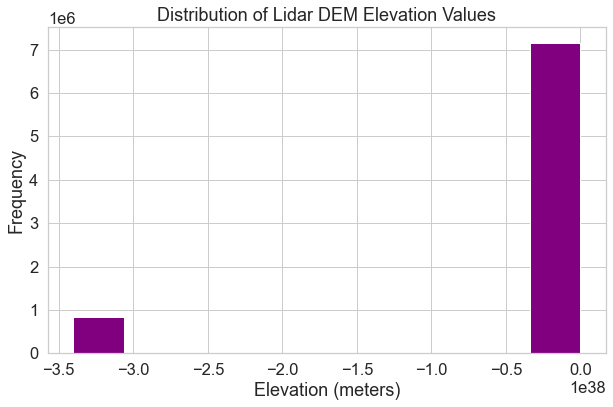 Distribution of Lidar DEM Elevation Values
1e6
7
6
5
4
3
2
1
0
Frequency
−3.5 −3.0 −2.5 −2.0 −1.5 −1.0 −0.5 0.0
1e38
Elevation (meters)